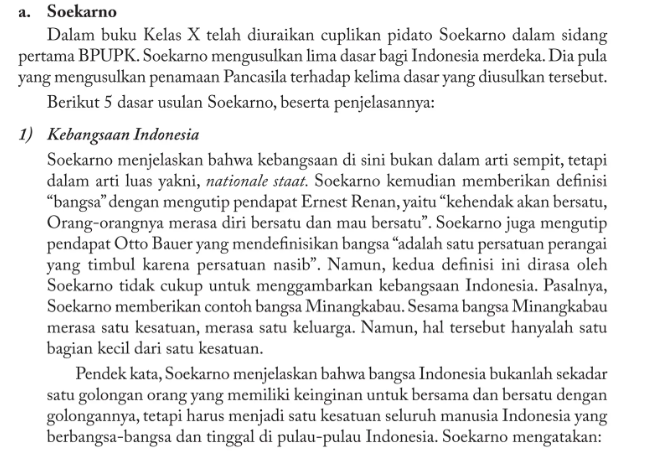 a. Soekarno
Dalam buku Kelas X telah diuraikan cuplikan pidato Soekarno dalam sidang
pertama BPUPK. Soekarno mengusulkan lima dasar bagi Indonesia merdeka. Dia pula
yang mengusulkan penamaan Pancasila terhadap kelima dasar yang diusulkan tersebut.
Berikut 5 dasar usulan Soekarno, beserta penjelasannya:
1) Kebangsaan Indonesia
Soekarno menjelaskan bahwa kebangsaan di sini bukan dalam arti sempit, tetapi
dalam arti luas yakni, nationale staat. Soekarno kemudian memberikan definisi
“bangsa” dengan mengutip pendapat Ernest Renan, yaitu “kehendak akan bersatu,
Orang-orangnya merasa diri bersatu dan mau bersatu”. Soekarno juga mengutip
pendapat Otto Bauer yang mendefinisikan bangsa “adalah satu persatuan perangai
yang timbul karena persatuan nasib”. Namun, kedua definisi ini dirasa oleh
Soekarno tidak cukup untuk menggambarkan kebangsaan Indonesia. Pasalnya,
Soekarno memberikan contoh bangsa Minangkabau. Sesama bangsa Minangkabau
merasa satu kesatuan, merasa satu keluarga. Namun, hal tersebut hanyalah satu
bagian kecil dari satu kesatuan.
Pendek kata, Soekarno menjelaskan bahwa bangsa Indonesia bukanlah sekadar
satu golongan orang yang memiliki keinginan untuk bersama dan bersatu dengan
golongannya, tetapi harus menjadi satu kesatuan seluruh manusia Indonesia yang
berbangsa-bangsa dan tinggal di pulau-pulau Indonesia. Soekarno mengatakan: